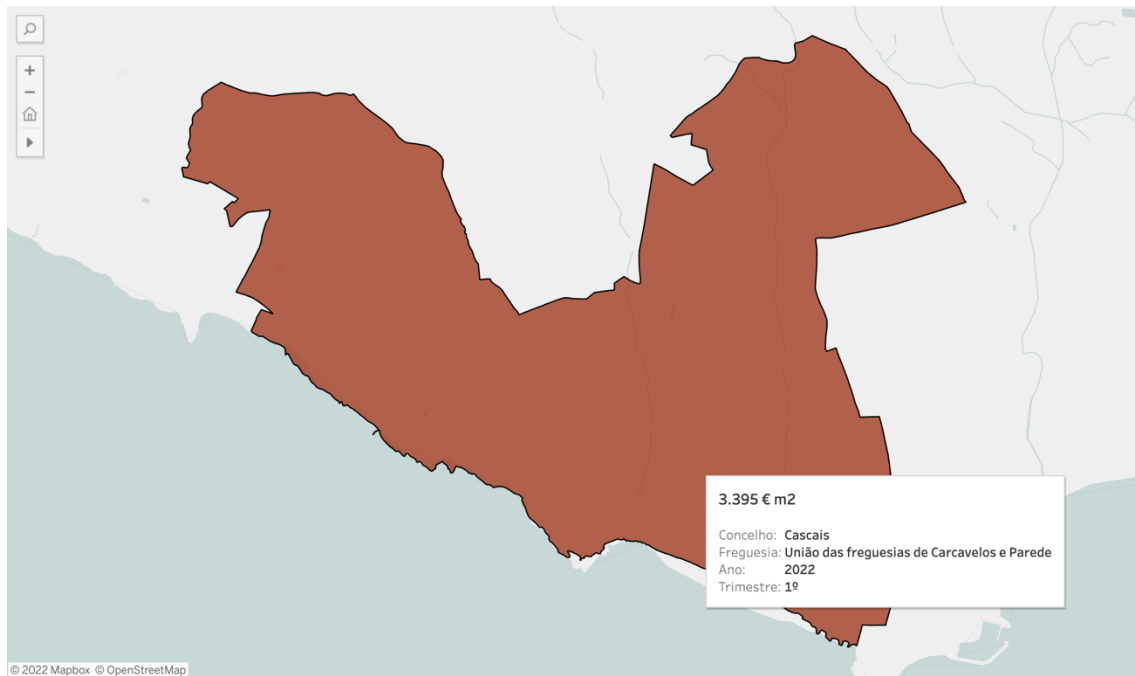 3.395 € m2
Concelho: Cascais
Freguesia: União das freguesias de Carcavelos e Parede
Ano: 2022
Trimestre: 1º
© 2022 Mapbox © OpenStreetMap